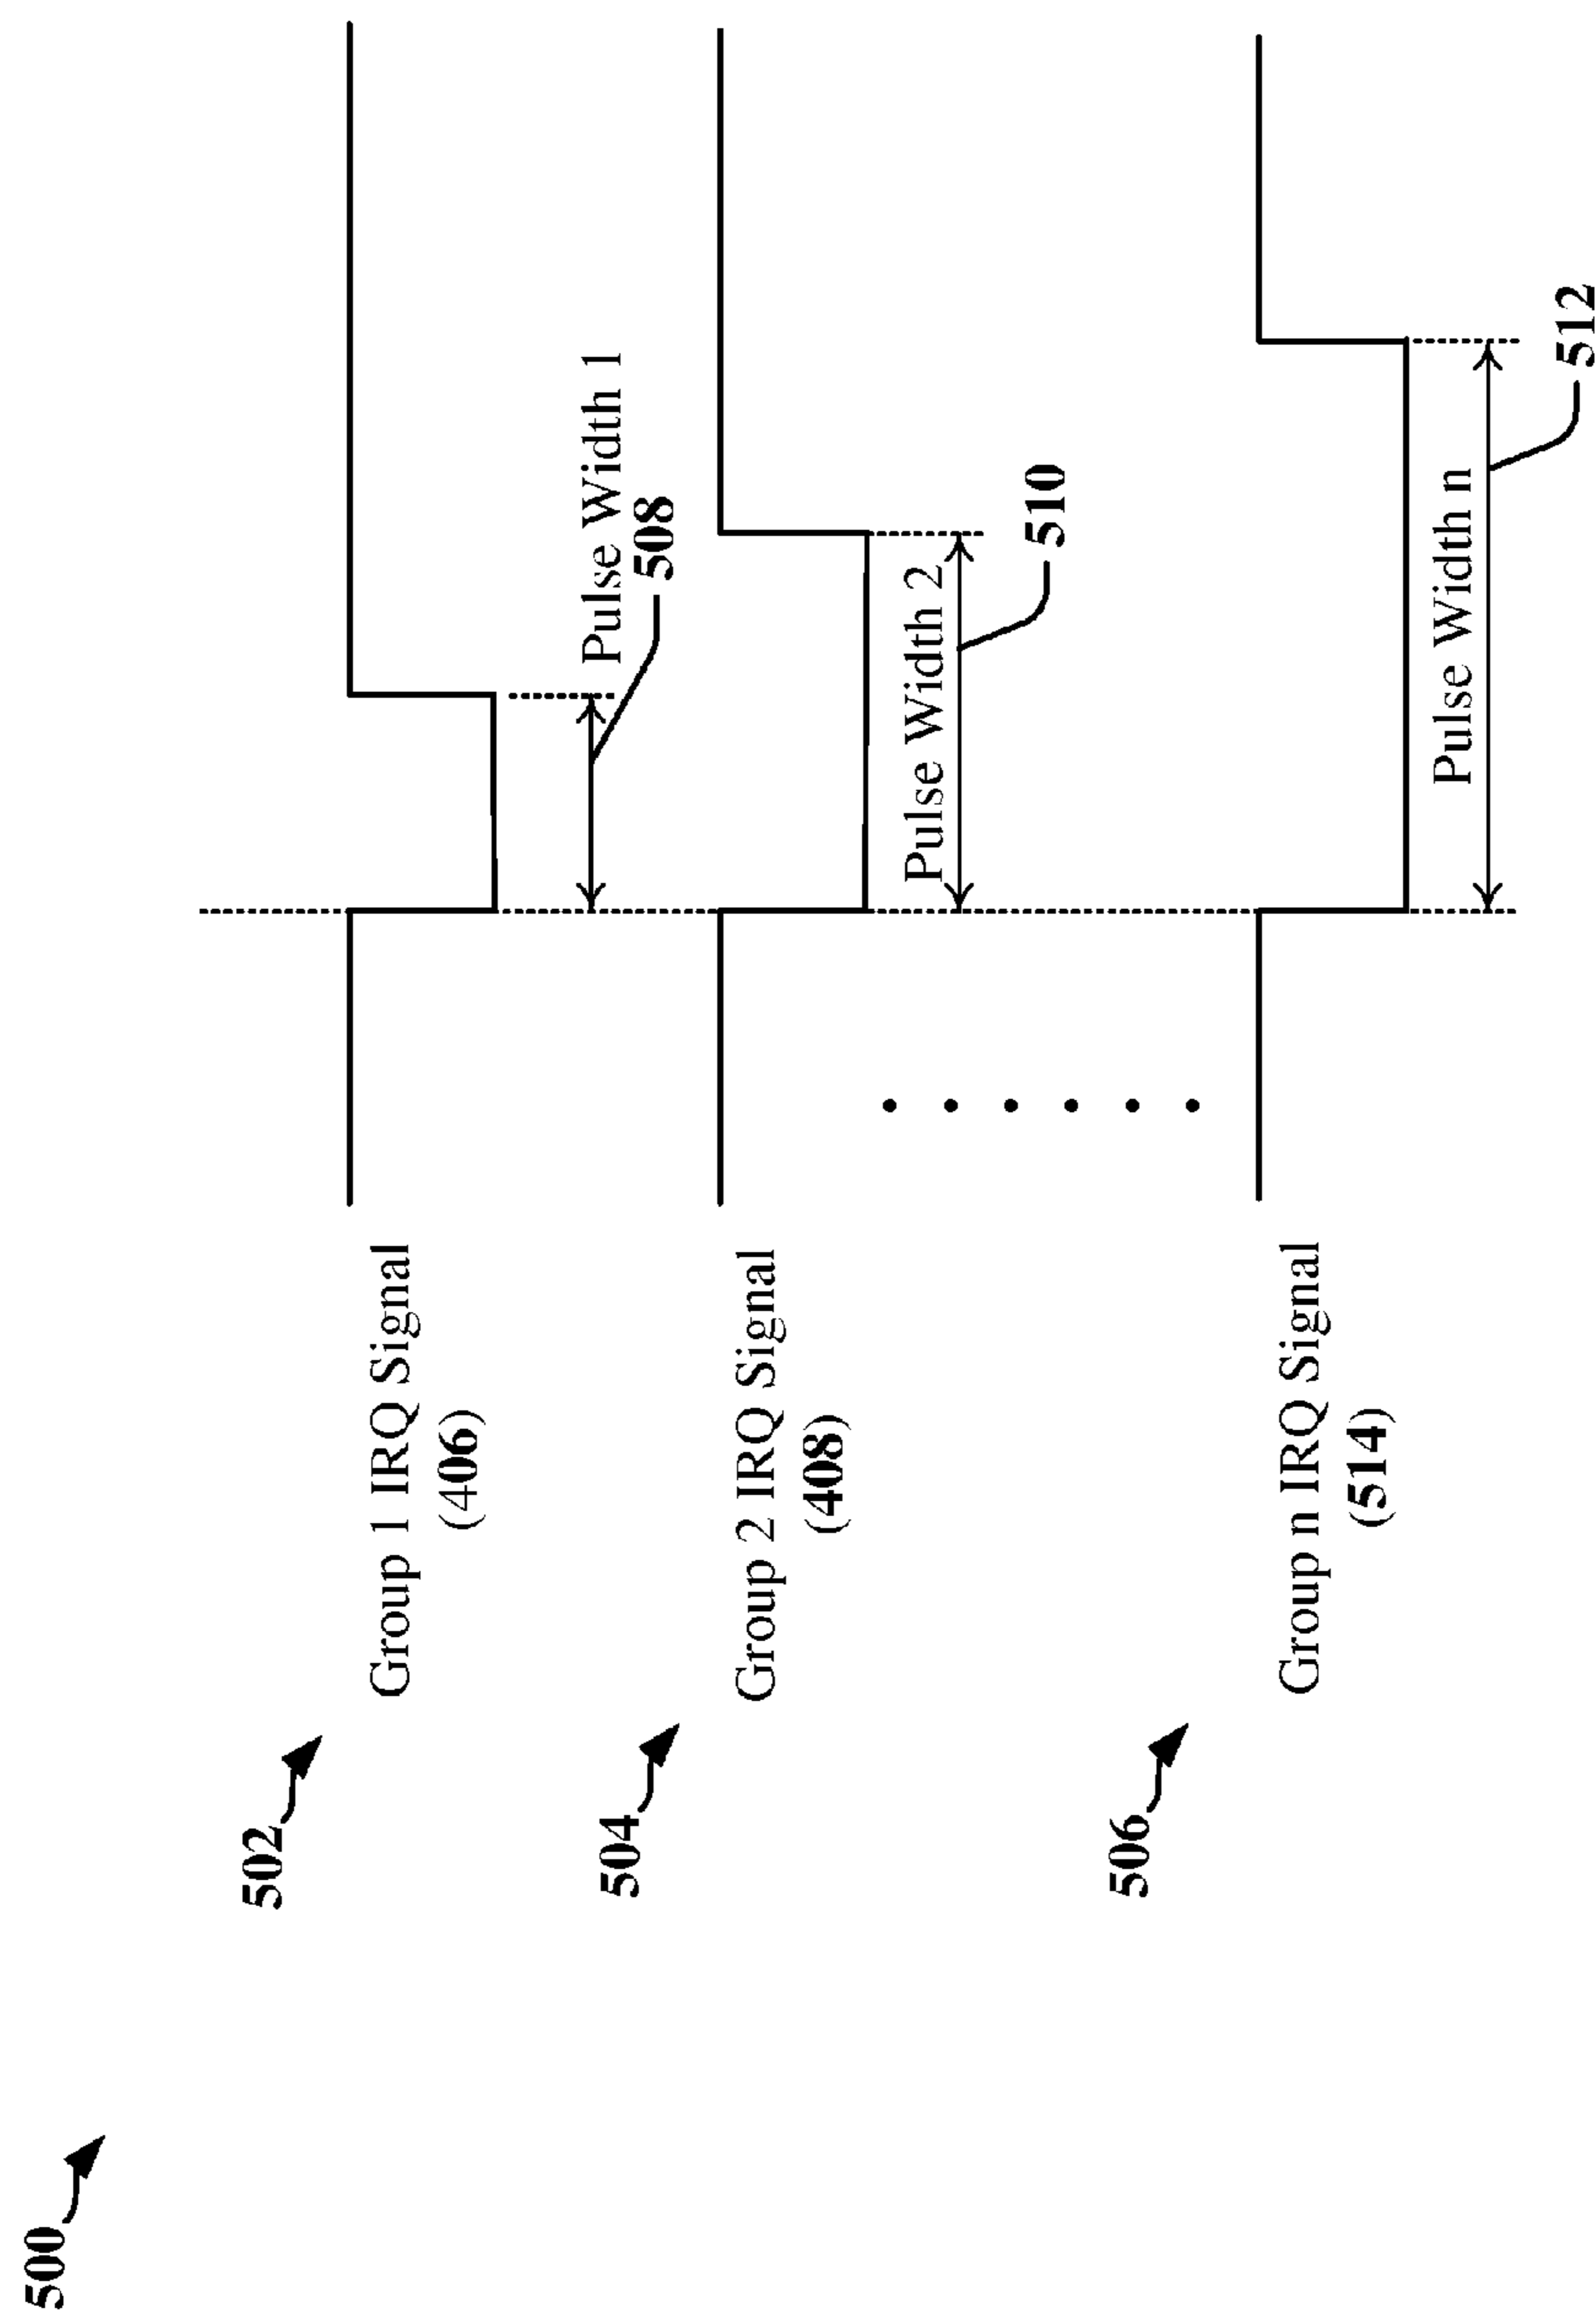 500
502
Group 1 IRQ Signal
(406)
Pulse Width 1
508
504
Group 2 IRQ Signal
(408)
Pulse Width 2
510
506
Group n IRQ Signal
(514)
Pulse Width n
512